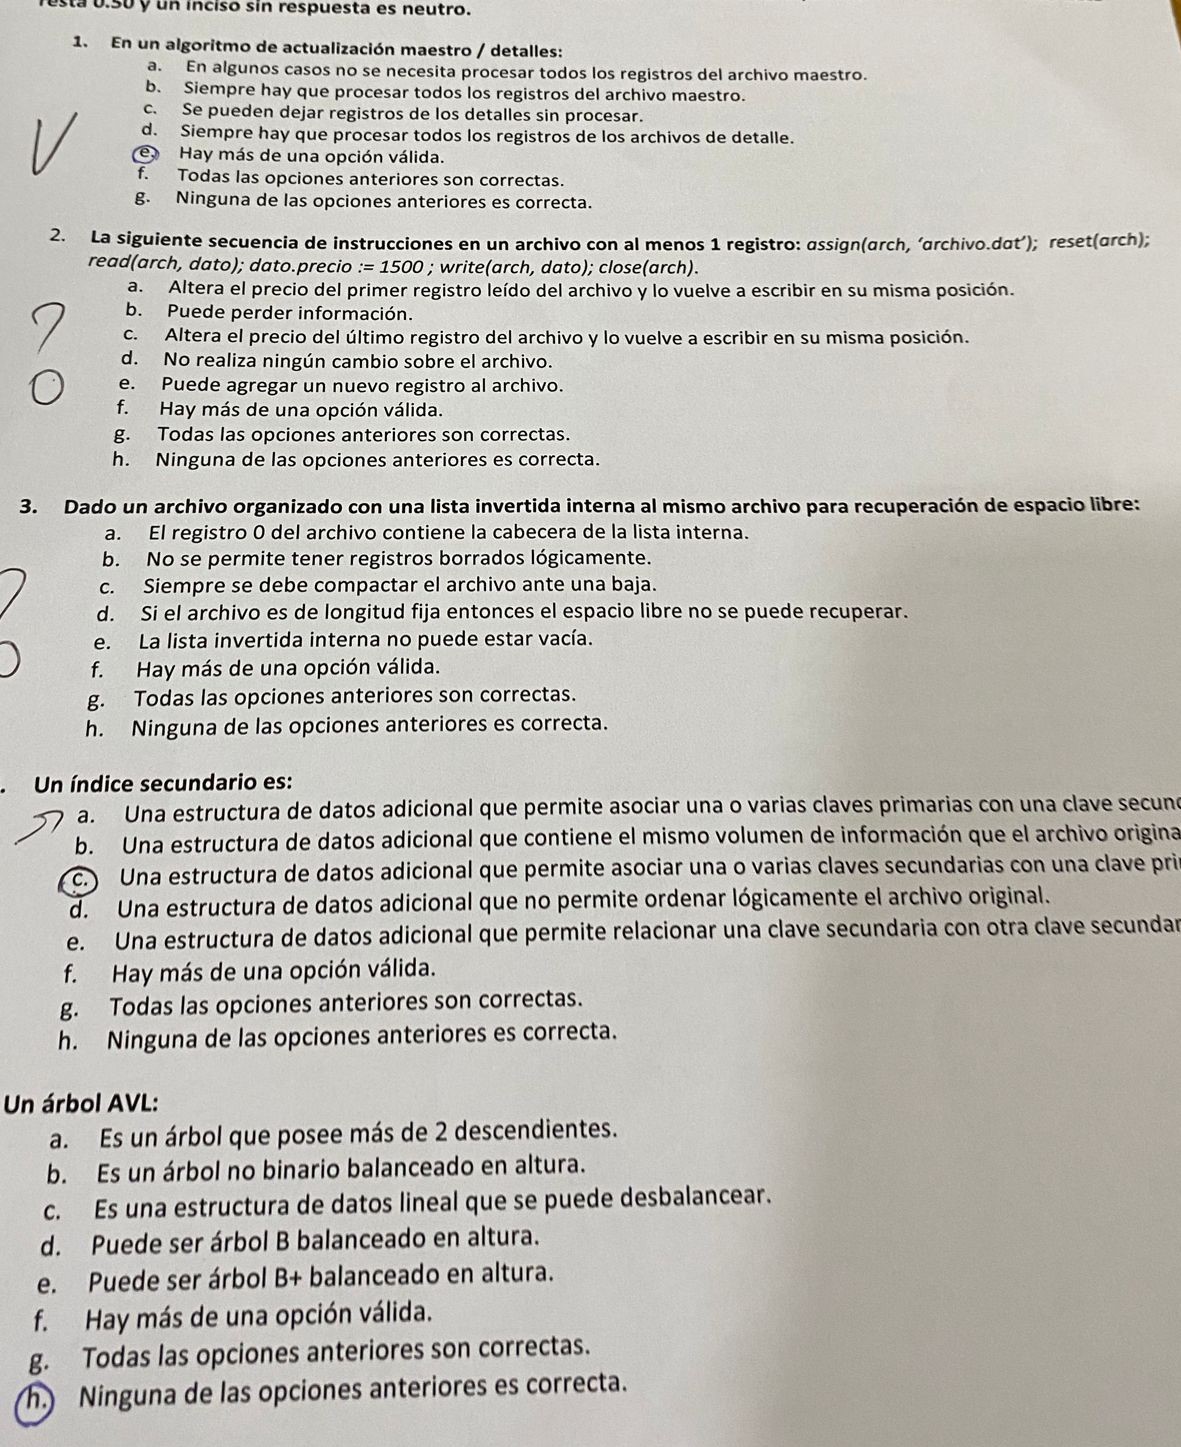 resta 0.50 y un inciso sin respuesta es neutro.
1. En un algoritmo de actualización maestro / detalles:
a. En algunos casos no se necesita procesar todos los registros del archivo maestro.
b. Siempre hay que procesar todos los registros del archivo maestro.
c. Se pueden dejar registros de los detalles sin procesar.
d. Siempre hay que procesar todos los registros de los archivos de detalle.
e. Hay más de una opción válida.
f. Todas las opciones anteriores son correctas.
g. Ninguna de las opciones anteriores es correcta.
2. La siguiente secuencia de instrucciones en un archivo con al menos 1 registro: assign(arch, ‘archivo.dat’); reset(arch);
read(arch, dato); dato.precio := 1500 ; write(arch, dato); close(arch).
a. Altera el precio del primer registro leído del archivo y lo vuelve a escribir en su misma posición.
b. Puede perder información.
c. Altera el precio del último registro del archivo y lo vuelve a escribir en su misma posición.
d. No realiza ningún cambio sobre el archivo.
e. Puede agregar un nuevo registro al archivo.
f. Hay más de una opción válida.
g. Todas las opciones anteriores son correctas.
h. Ninguna de las opciones anteriores es correcta.
3. Dado un archivo organizado con una lista invertida interna al mismo archivo para recuperación de espacio libre:
a. El registro 0 del archivo contiene la cabecera de la lista interna.
b. No se permite tener registros borrados lógicamente.
c. Siempre se debe compactar el archivo ante una baja.
d. Si el archivo es de longitud fija entonces el espacio libre no se puede recuperar.
e. La lista invertida interna no puede estar vacía.
f. Hay más de una opción válida.
g. Todas las opciones anteriores son correctas.
h. Ninguna de las opciones anteriores es correcta.
. Un índice secundario es:
a. Una estructura de datos adicional que permite asociar una o varias claves primarias con una clave secun
b. Una estructura de datos adicional que contiene el mismo volumen de información que el archivo origina
c. Una estructura de datos adicional que permite asociar una o varias claves secundarias con una clave pri
d. Una estructura de datos adicional que no permite ordenar lógicamente el archivo original.
e. Una estructura de datos adicional que permite relacionar una clave secundaria con otra clave secundar
f. Hay más de una opción válida.
g. Todas las opciones anteriores son correctas.
h. Ninguna de las opciones anteriores es correcta.
Un árbol AVL:
a. Es un árbol que posee más de 2 descendientes.
b. Es un árbol no binario balanceado en altura.
c. Es una estructura de datos lineal que se puede desbalancear.
d. Puede ser árbol B balanceado en altura.
e. Puede ser árbol B+ balanceado en altura.
f. Hay más de una opción válida.
g. Todas las opciones anteriores son correctas.
h. Ninguna de las opciones anteriores es correcta.